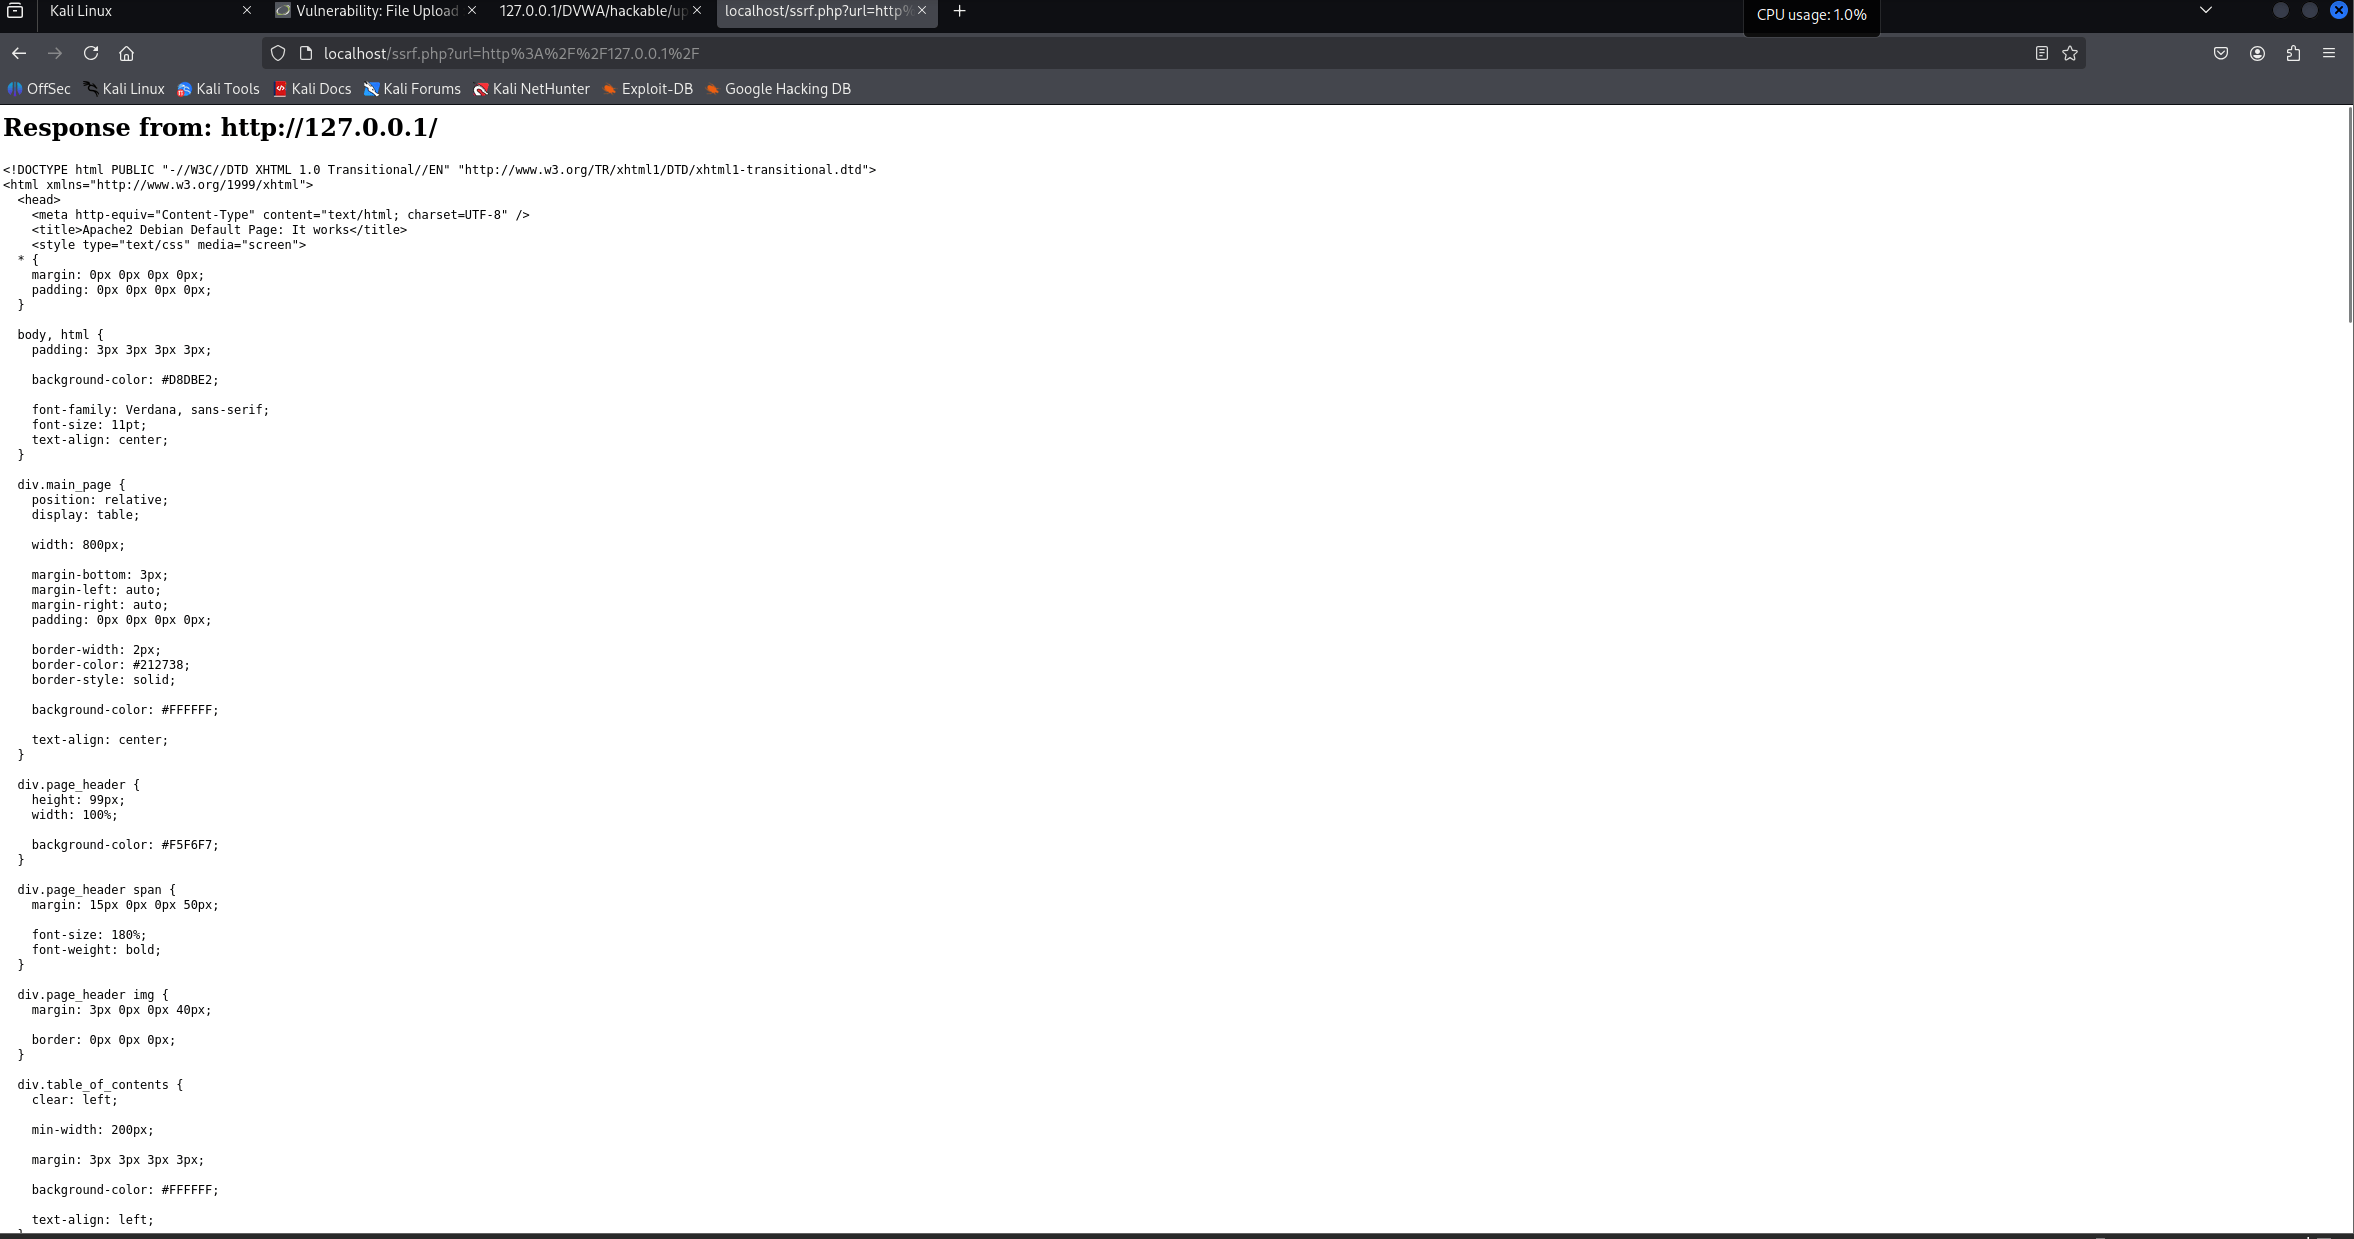 Kali Linux
Vulnerability: File Upload
127.0.0.1/DVWA/hackable/up
localhost/ssrf.php?url=http%
CPU usage: 1.0%
localhost/ssrf.php?url=http%3A%2F%2F127.0.0.1%2F
OffSec
Kali Linux
Kali Tools
Kali Docs
Kali Forums
Kali NetHunter
Exploit-DB
Google Hacking DB
Response from: http://127.0.0.1/
<!DOCTYPE html PUBLIC "-//W3C//DTD XHTML 1.0 Transitional//EN" "http://www.w3.org/TR/xhtml1/DTD/xhtml1-transitional.dtd">
<html xmlns="http://www.w3.org/1999/xhtml">
  <head>
    <meta http-equiv="Content-Type" content="text/html; charset=UTF-8" />
    <title>Apache2 Debian Default Page: It works</title>
    <style type="text/css" media="screen">
  * {
    margin: 0px 0px 0px 0px;
    padding: 0px 0px 0px 0px;
  }
  body, html {
    padding: 3px 3px 3px 3px;
    background-color: #D8DBE2;
    font-family: Verdana, sans-serif;
    font-size: 11pt;
    text-align: center;
  }
  div.main_page {
    position: relative;
    display: table;
    width: 800px;
    margin-bottom: 3px;
    margin-left: auto;
    margin-right: auto;
    padding: 0px 0px 0px 0px;
    border-width: 2px;
    border-color: #212738;
    border-style: solid;
    background-color: #FFFFFF;
    text-align: center;
  }
  div.page_header {
    height: 99px;
    width: 100%;
    background-color: #F5F6F7;
  }
  div.page_header span {
    margin: 15px 0px 0px 50px;
    font-size: 180%;
    font-weight: bold;
  }
  div.page_header img {
    margin: 3px 0px 0px 40px;
    border: 0px 0px 0px;
  }
  div.table_of_contents {
    clear: left;
    min-width: 200px;
    margin: 3px 3px 3px 3px;
    background-color: #FFFFFF;
    text-align: left;